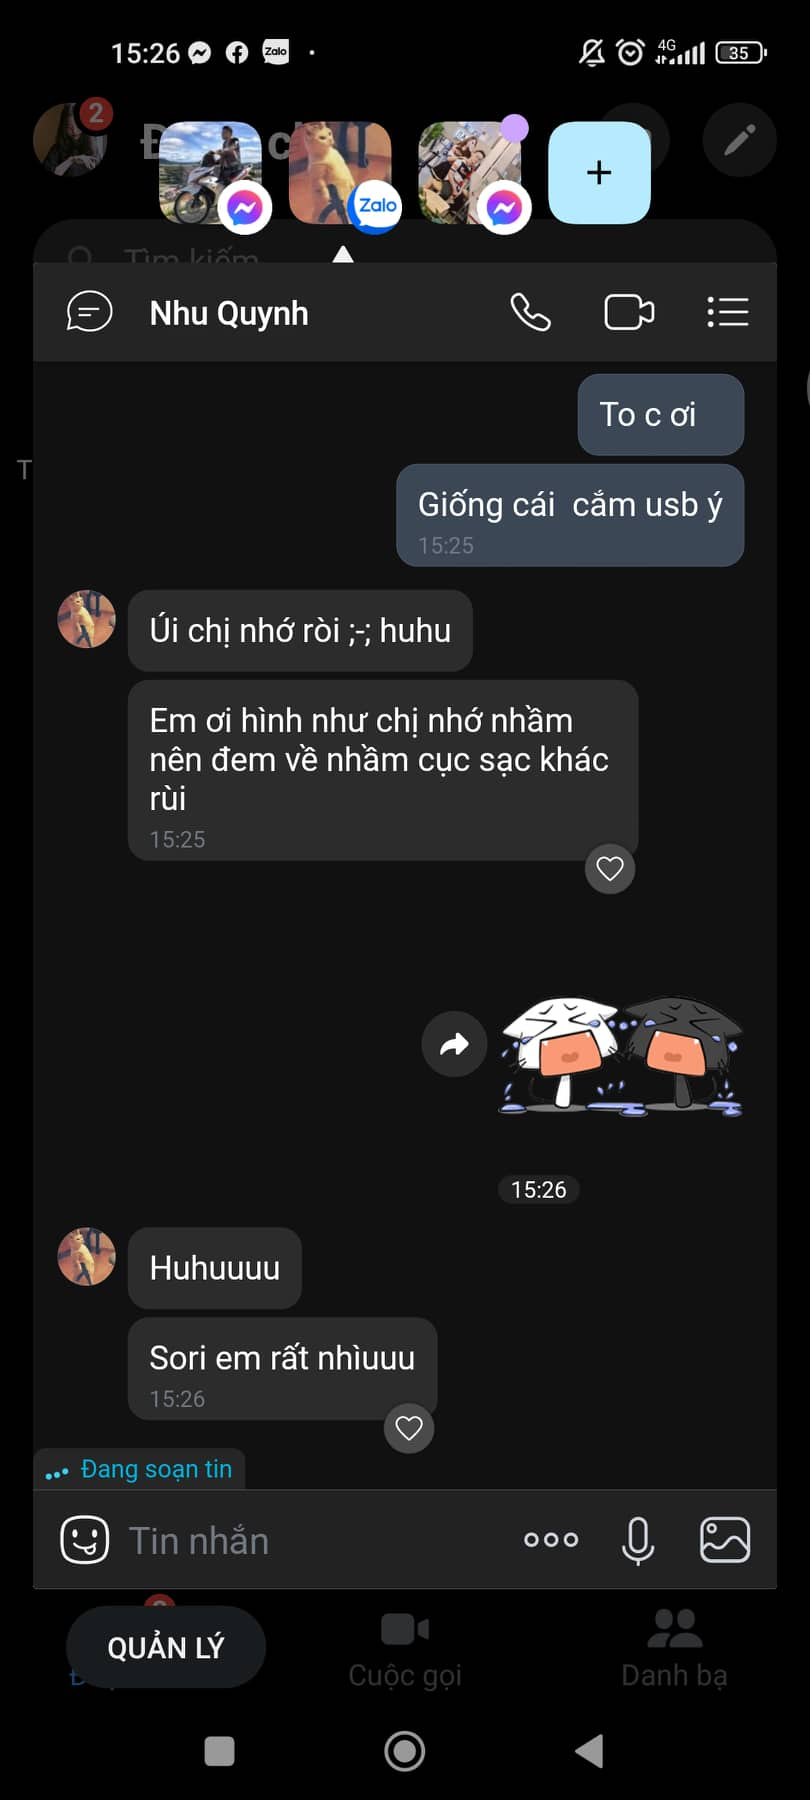 15:26
Zalo
4G
35
2
Zalo
+
Tìm kiếm
Nhu Quynh
To c ơi
T
Giống cái cắm usb ý
15:25
Úi chị nhớ ròi ;-; huhu
Em ơi hình như chị nhớ nhầm
nên đem về nhầm cục sạc khác
rùi
15:25
15:26
Huhuuuu
Sori em rất nhìuuu
15:26
Đang soạn tin
Tin nhắn
QUẢN LÝ
Cuộc gọi
Danh bạ